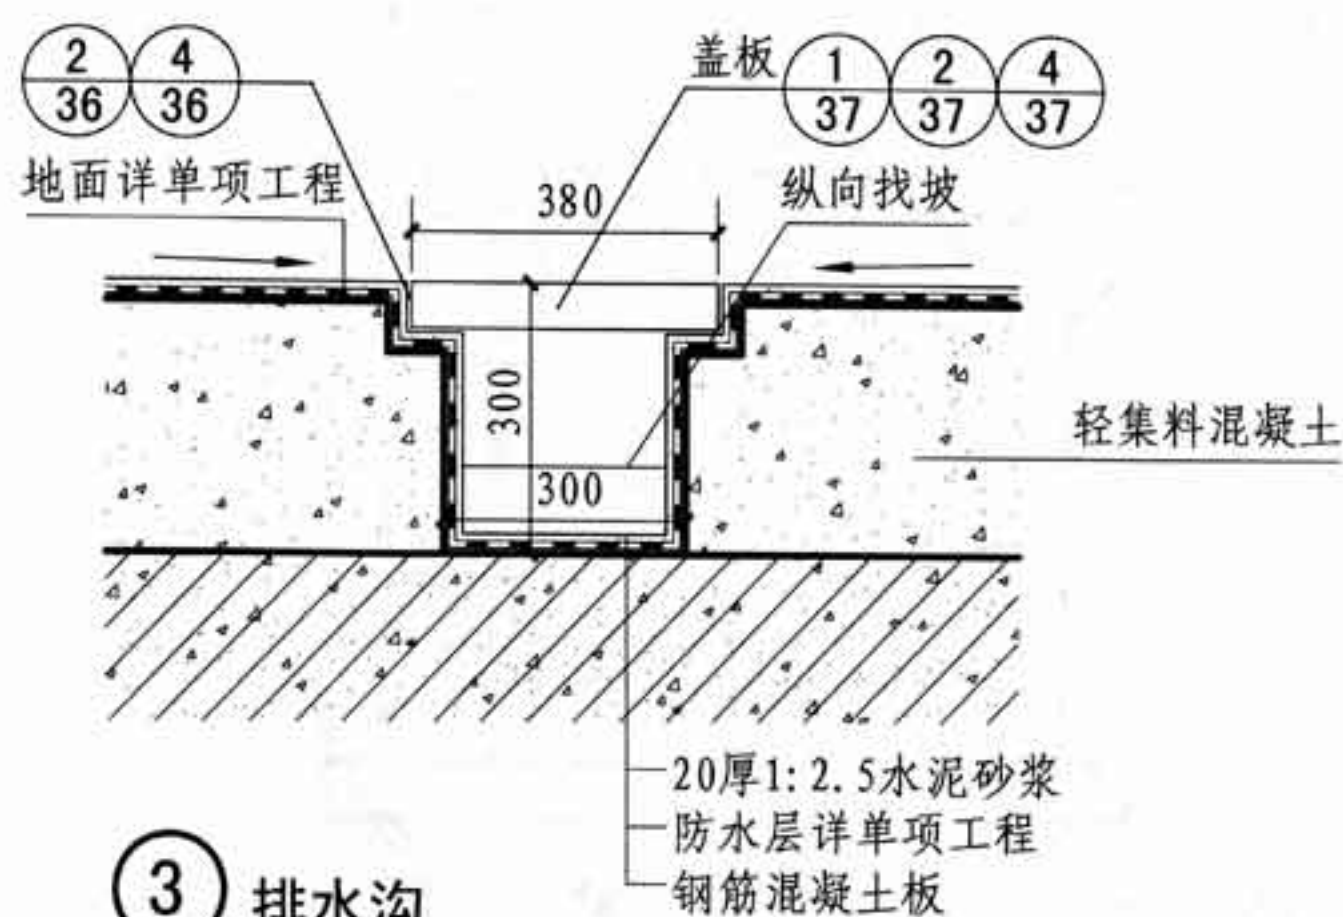 2 4
36 36
盖板 1 2 4
37 37 37
地面详单项工程
纵向找坡
380
300
轻集料混凝土
300
20厚1:2.5水泥砂浆
防水层详单项工程
钢筋混凝土板
3 排水沟